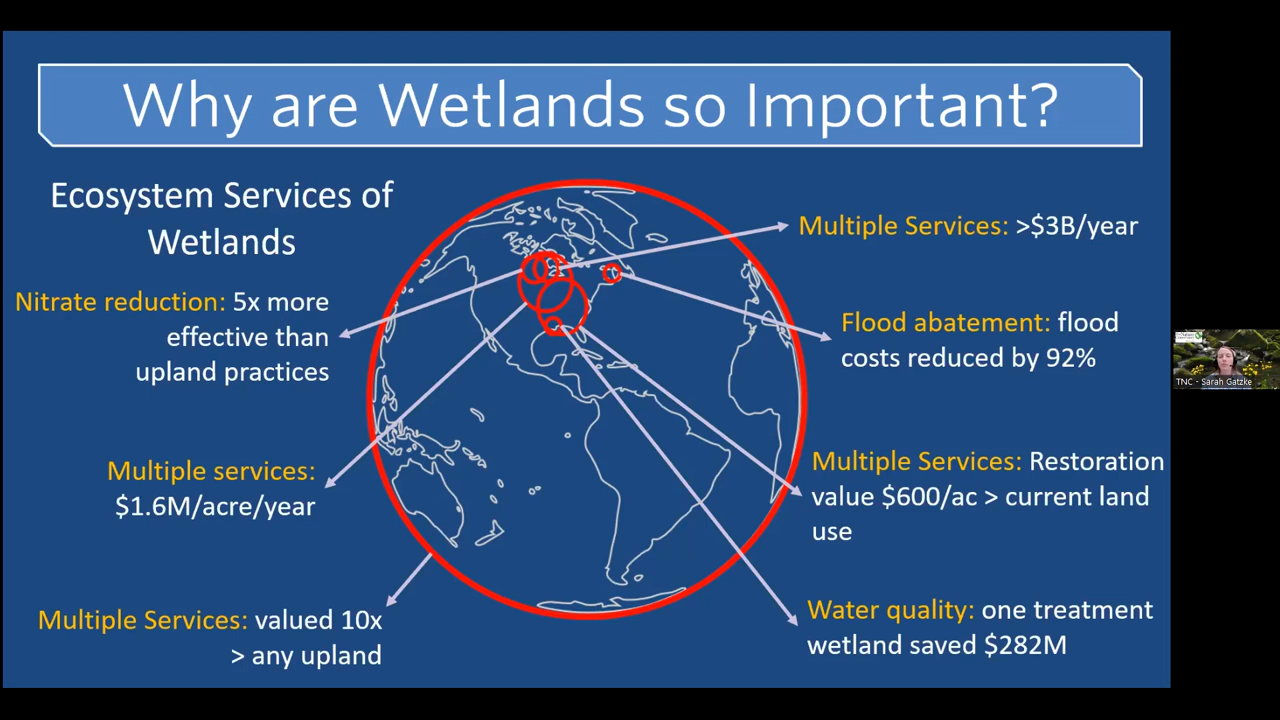 Why are Wetlands so Important?
Ecosystem Services of
Wetlands
Nitrate reduction: 5x more
effective than
upland practices
Multiple services:
$1.6M/acre/year
Multiple Services: valued 10x
> any upland
Multiple Services: >$3B/year
Flood abatement: flood
costs reduced by 92%
Multiple Services: Restoration
value $600/ac > current land
use
Water quality: one treatment
wetland saved $282M
TNC - Sarah Gatzke